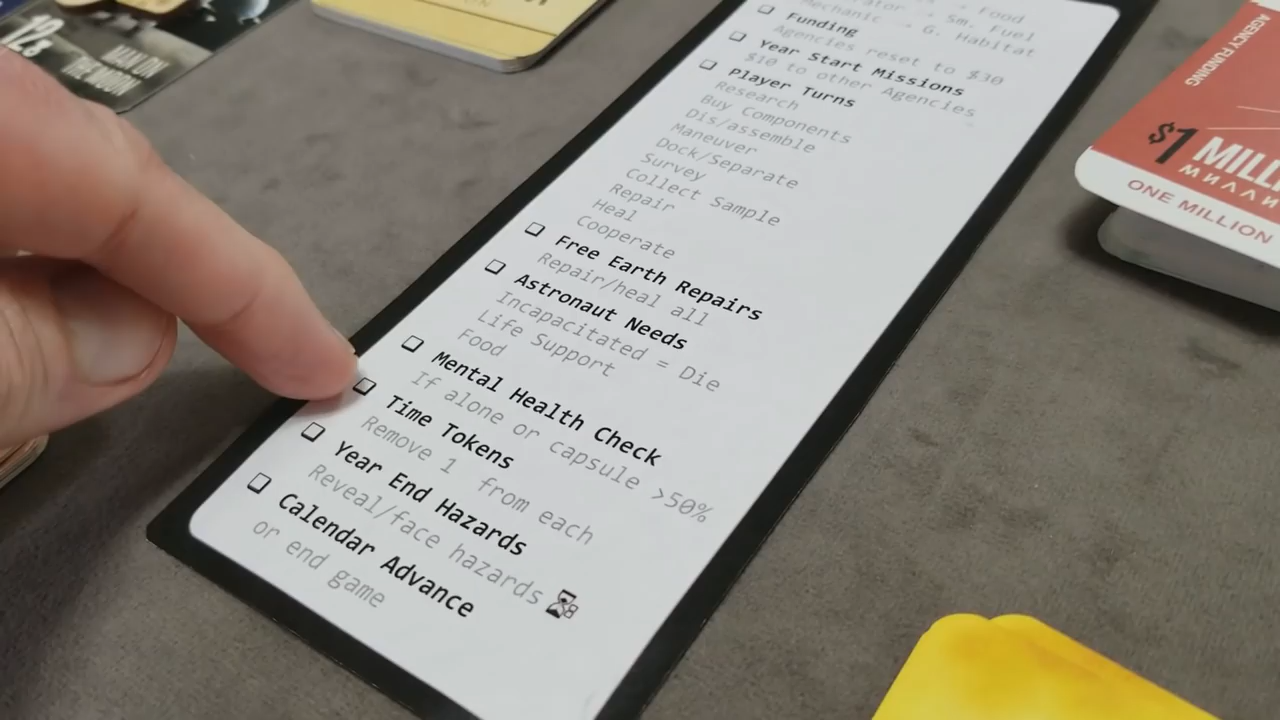 12
MAN ON
THE MOON
→ Food
→ Sm. Fuel
Mechanic → G. Habitat
Funding
Agencies reset to $30
Year Start Missions
$10 to other Agencies
Player Turns
Research
Buy Components
Dis/assemble
Maneuver
Dock/Separate
Survey
Collect Sample
Repair
Heal
Cooperate
Free Earth Repairs
Repair/heal all
Astronaut Needs
Incapacitated = Die
Life Support
Food
Mental Health Check
If alone or capsule >50%
Time Tokens
Remove 1 from each
Year End Hazards
Reveal/face hazards
Calendar Advance
or end game
AGENCY FUNDING
$1 MILLI
ONE MILLION